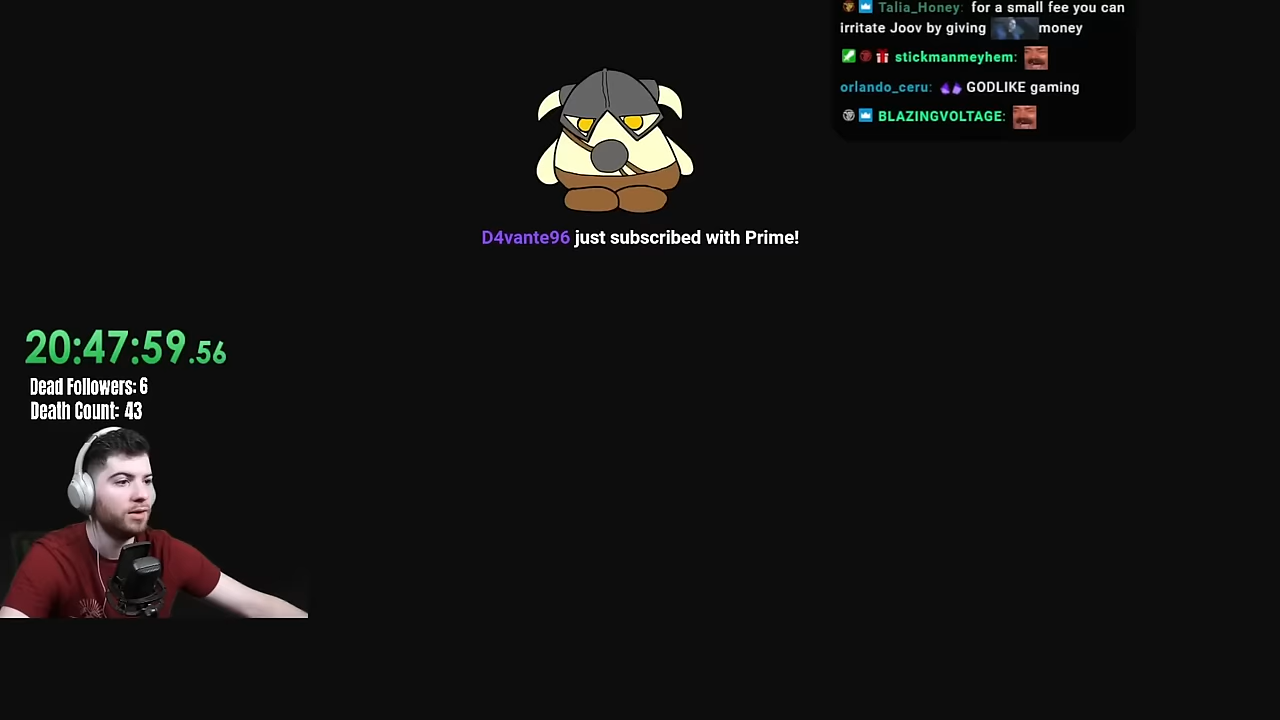 Talia_Honey: for a small fee you can
irritate Joov by giving money
stickmanmeyhem:
orlando_ceru: GODLIKE gaming
BLAZINGVOLTAGE:
D4vante96 just subscribed with Prime!
20:47:59.56
Dead Followers: 6
Death Count: 43